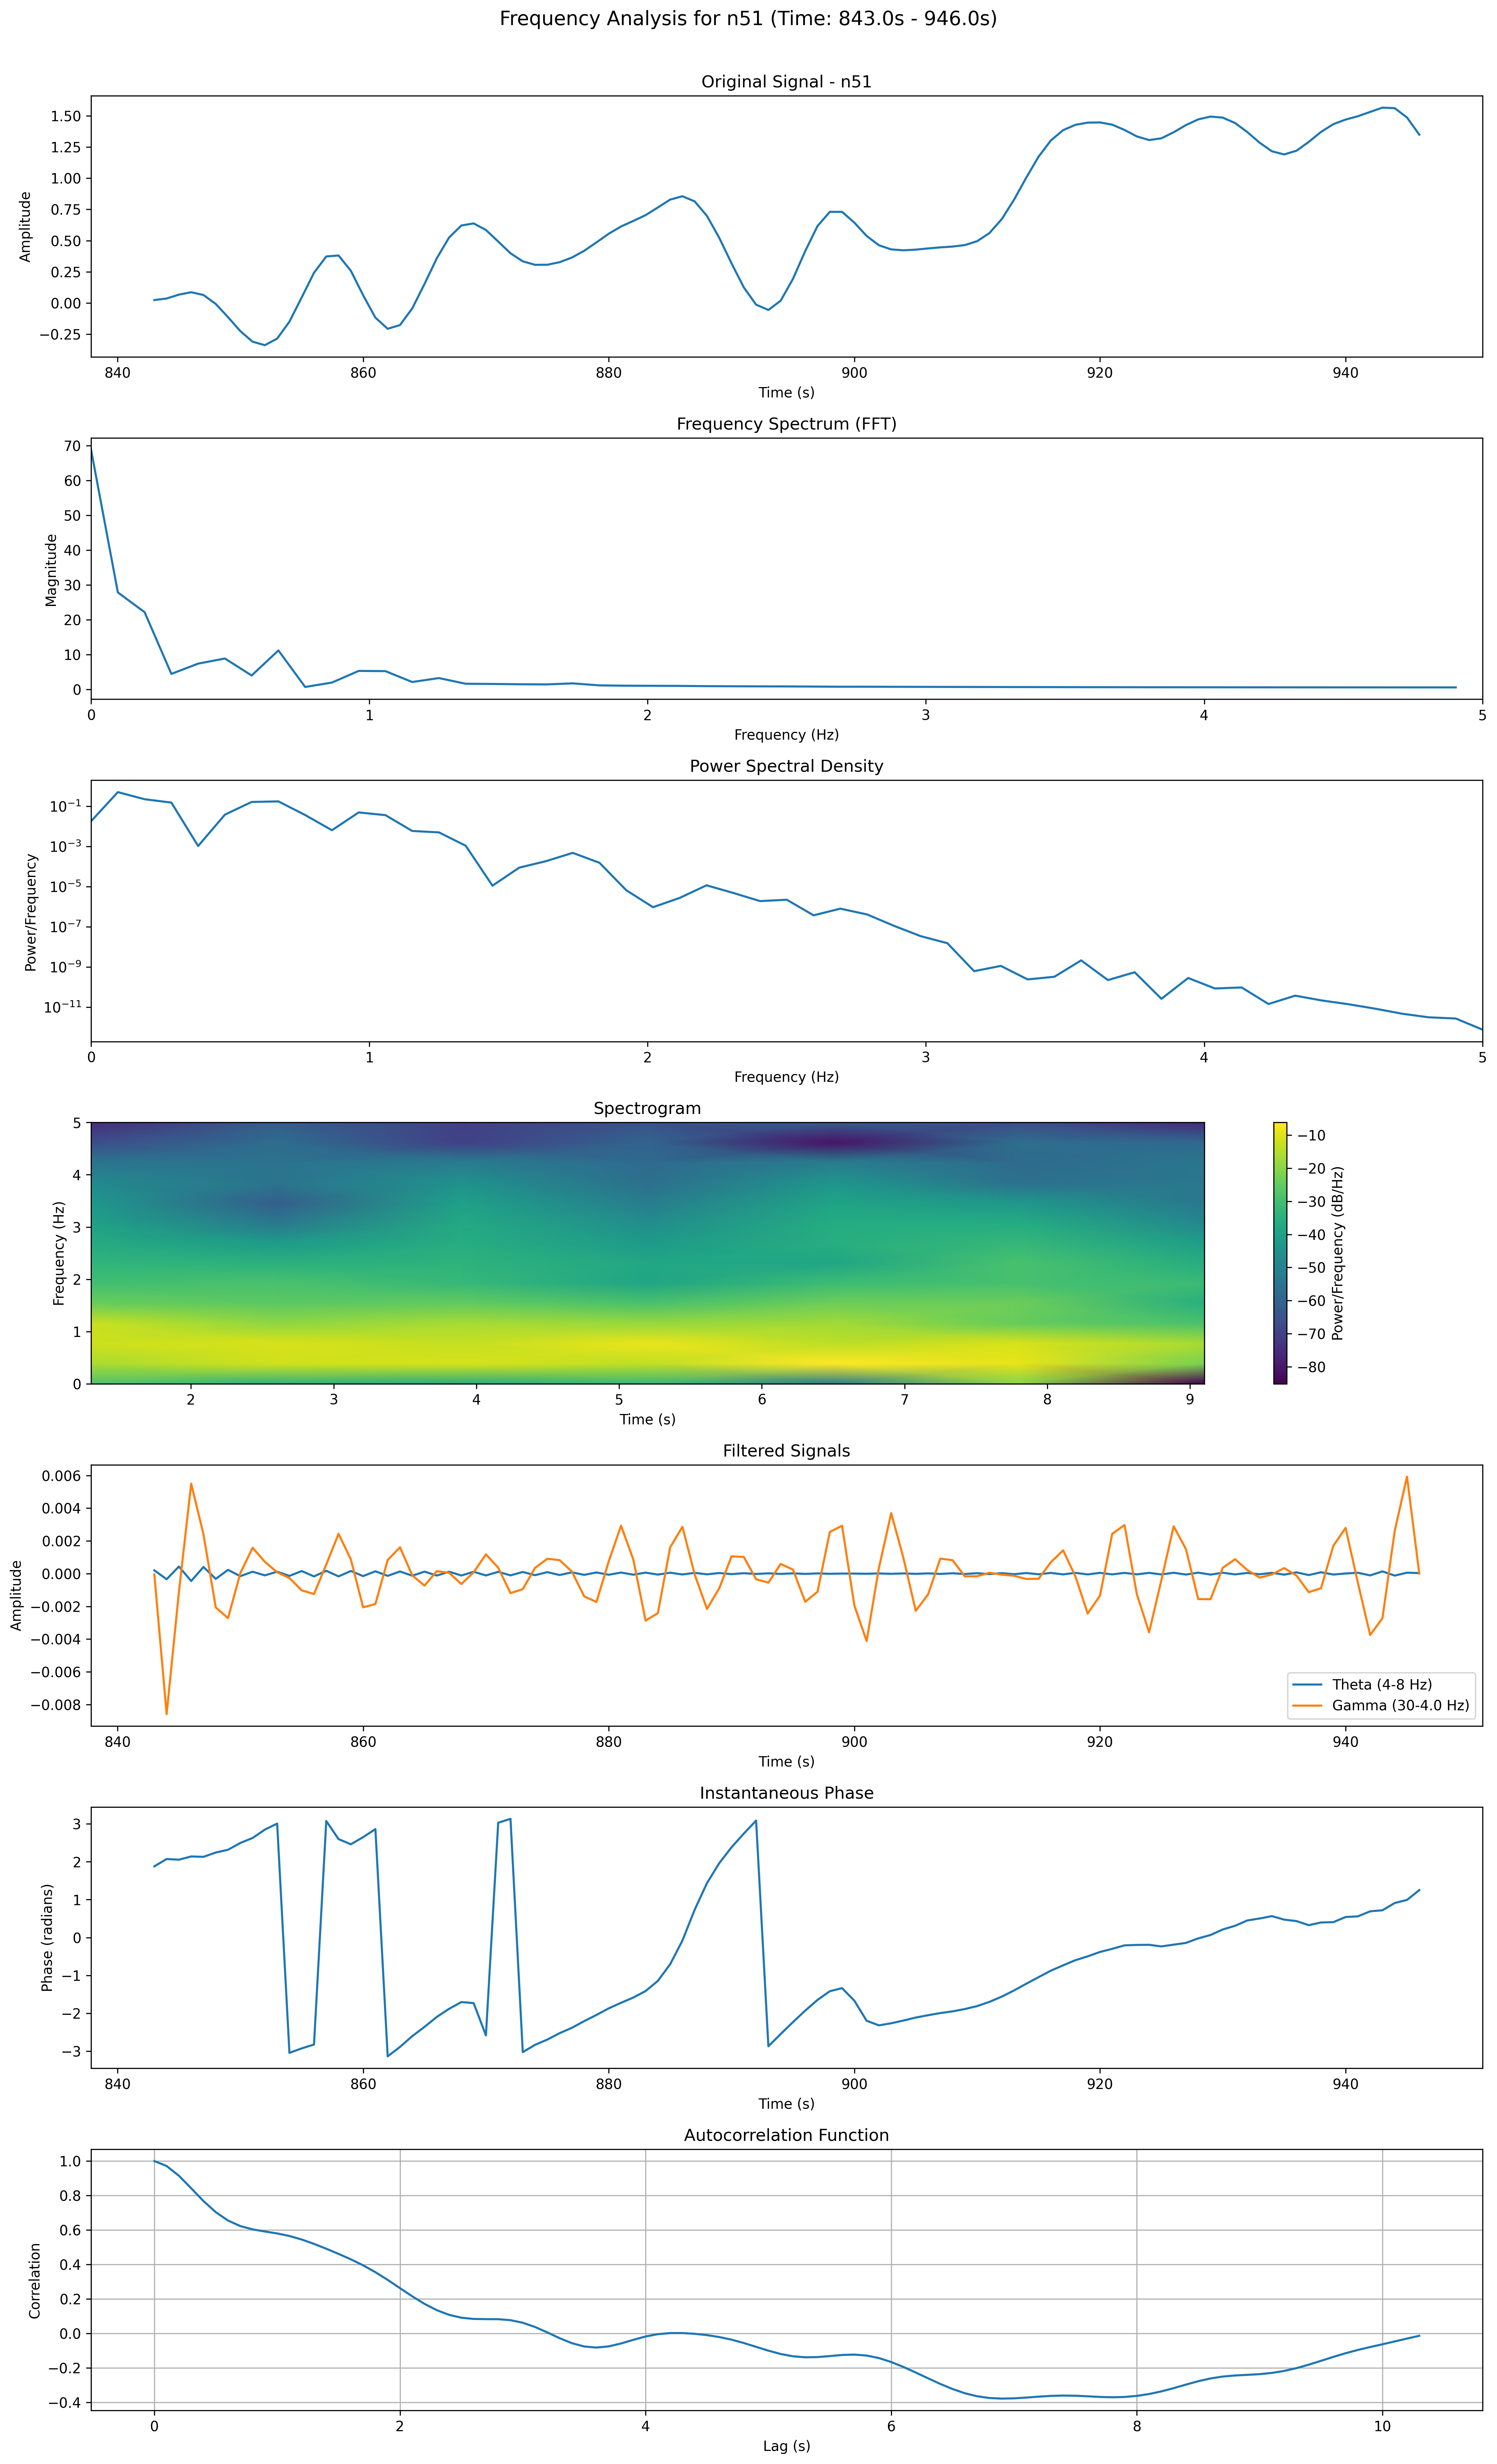 Frequency Analysis for n51 (Time: 843.0s - 946.0s)
Original Signal - n51
Amplitude
1.50
1.25
1.00
0.75
0.50
0.25
0.00
−0.25
840 860 880 900 920 940
Time (s)
Frequency Spectrum (FFT)
Magnitude
70
60
50
40
30
20
10
0
0 1 2 3 4 5
Frequency (Hz)
Power Spectral Density
Power/Frequency
10⁻¹
10⁻³
10⁻⁵
10⁻⁷
10⁻⁹
10⁻¹¹
0 1 2 3 4 5
Frequency (Hz)
Spectrogram
Frequency (Hz)
5
4
3
2
1
0
2 3 4 5 6 7 8 9
Time (s)
−10
−20
−30
−40
−50
−60
−70
−80
Power/Frequency (dB/Hz)
Filtered Signals
Amplitude
0.006
0.004
0.002
0.000
−0.002
−0.004
−0.006
−0.008
Theta (4-8 Hz)
Gamma (30-4.0 Hz)
840 860 880 900 920 940
Time (s)
Instantaneous Phase
Phase (radians)
3
2
1
0
−1
−2
−3
840 860 880 900 920 940
Time (s)
Autocorrelation Function
Correlation
1.0
0.8
0.6
0.4
0.2
0.0
−0.2
−0.4
0 2 4 6 8 10
Lag (s)